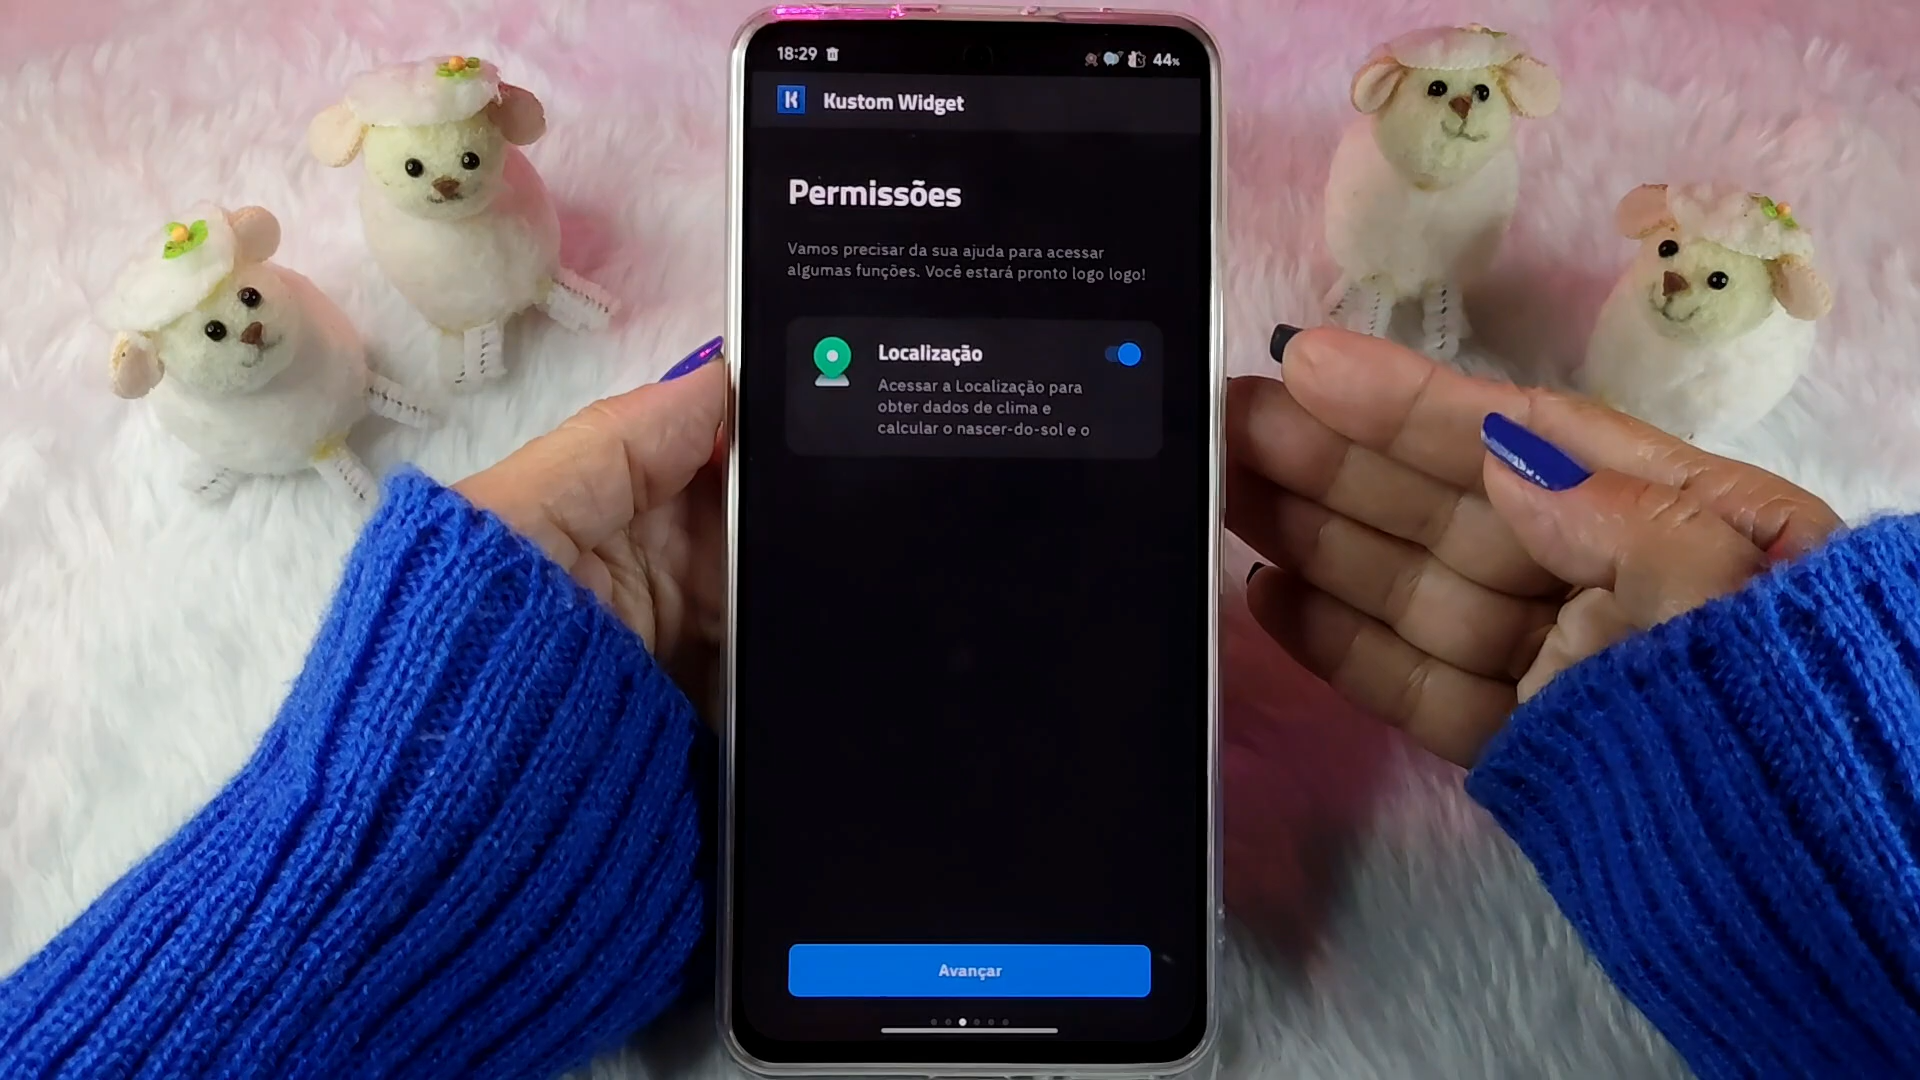 18:29 44%
K Kustom Widget
Permissões
Vamos precisar da sua ajuda para acessar
algumas funções. Você estará pronto logo logo!
Localização
Acessar a Localização para
obter dados de clima e
calcular o nascer-do-sol e o
Avançar